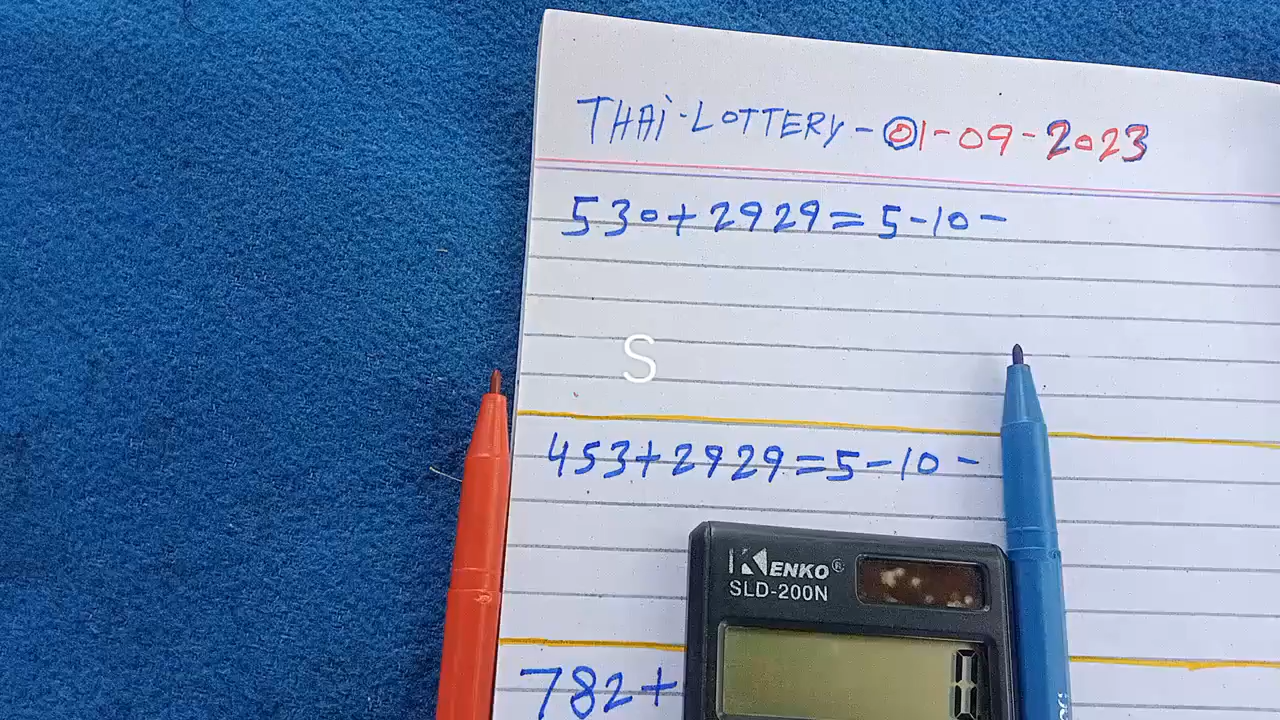 THAi-LOTTERY-01-09-2023
530+2929=5-10-
S
453+2929=5-10-
KENKO®
SLD-200N
782+